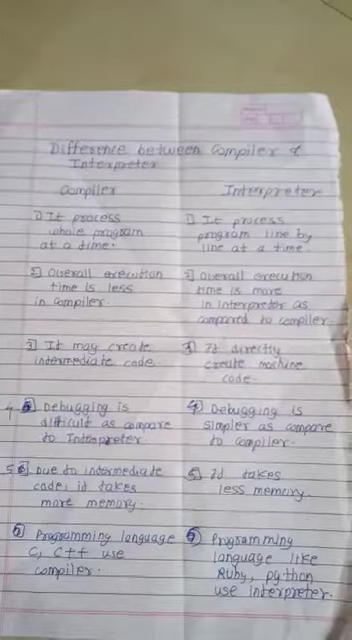 Difference between Compiler &
Interpreter
Compiler
Interpreter
1) It process
whole program
at a time.
1) It process
program line by
line at a time.
2) Overall execution
time is less
in compiler.
2) Overall execution
time is more
in interpretor as
compared to compiler.
3) It may create
intermediate code.
3) It directly
create machine
code.
4 Debugging is
difficult as compare
to Interpreter
4) Debugging is
simpler as compare
to compiler.
5 Due to intermediate
code, it takes
more memory.
5) It takes
less memory.
6) Programming language
C, C++ use
compiler.
6) Programming
language like
Ruby, python
use interpreter.